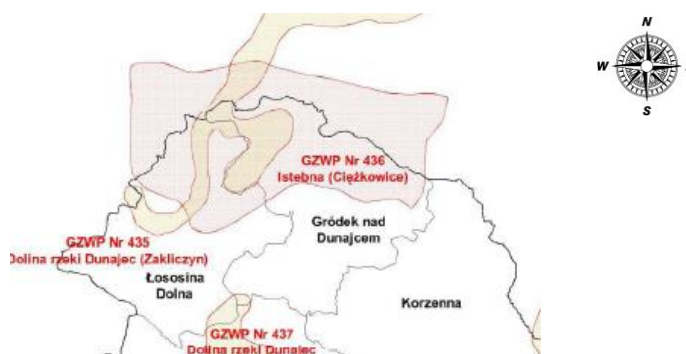 N
W
S
GZWP Nr 436
Istebna (Ciężkowice)
Gródek nad
Dunajcem
GZWP Nr 435
Dolina rzeki Dunajec (Zakliczyn)
Łososina
Dolna
Korzenna
GZWP Nr 437
Dolina rzeki Dunajec